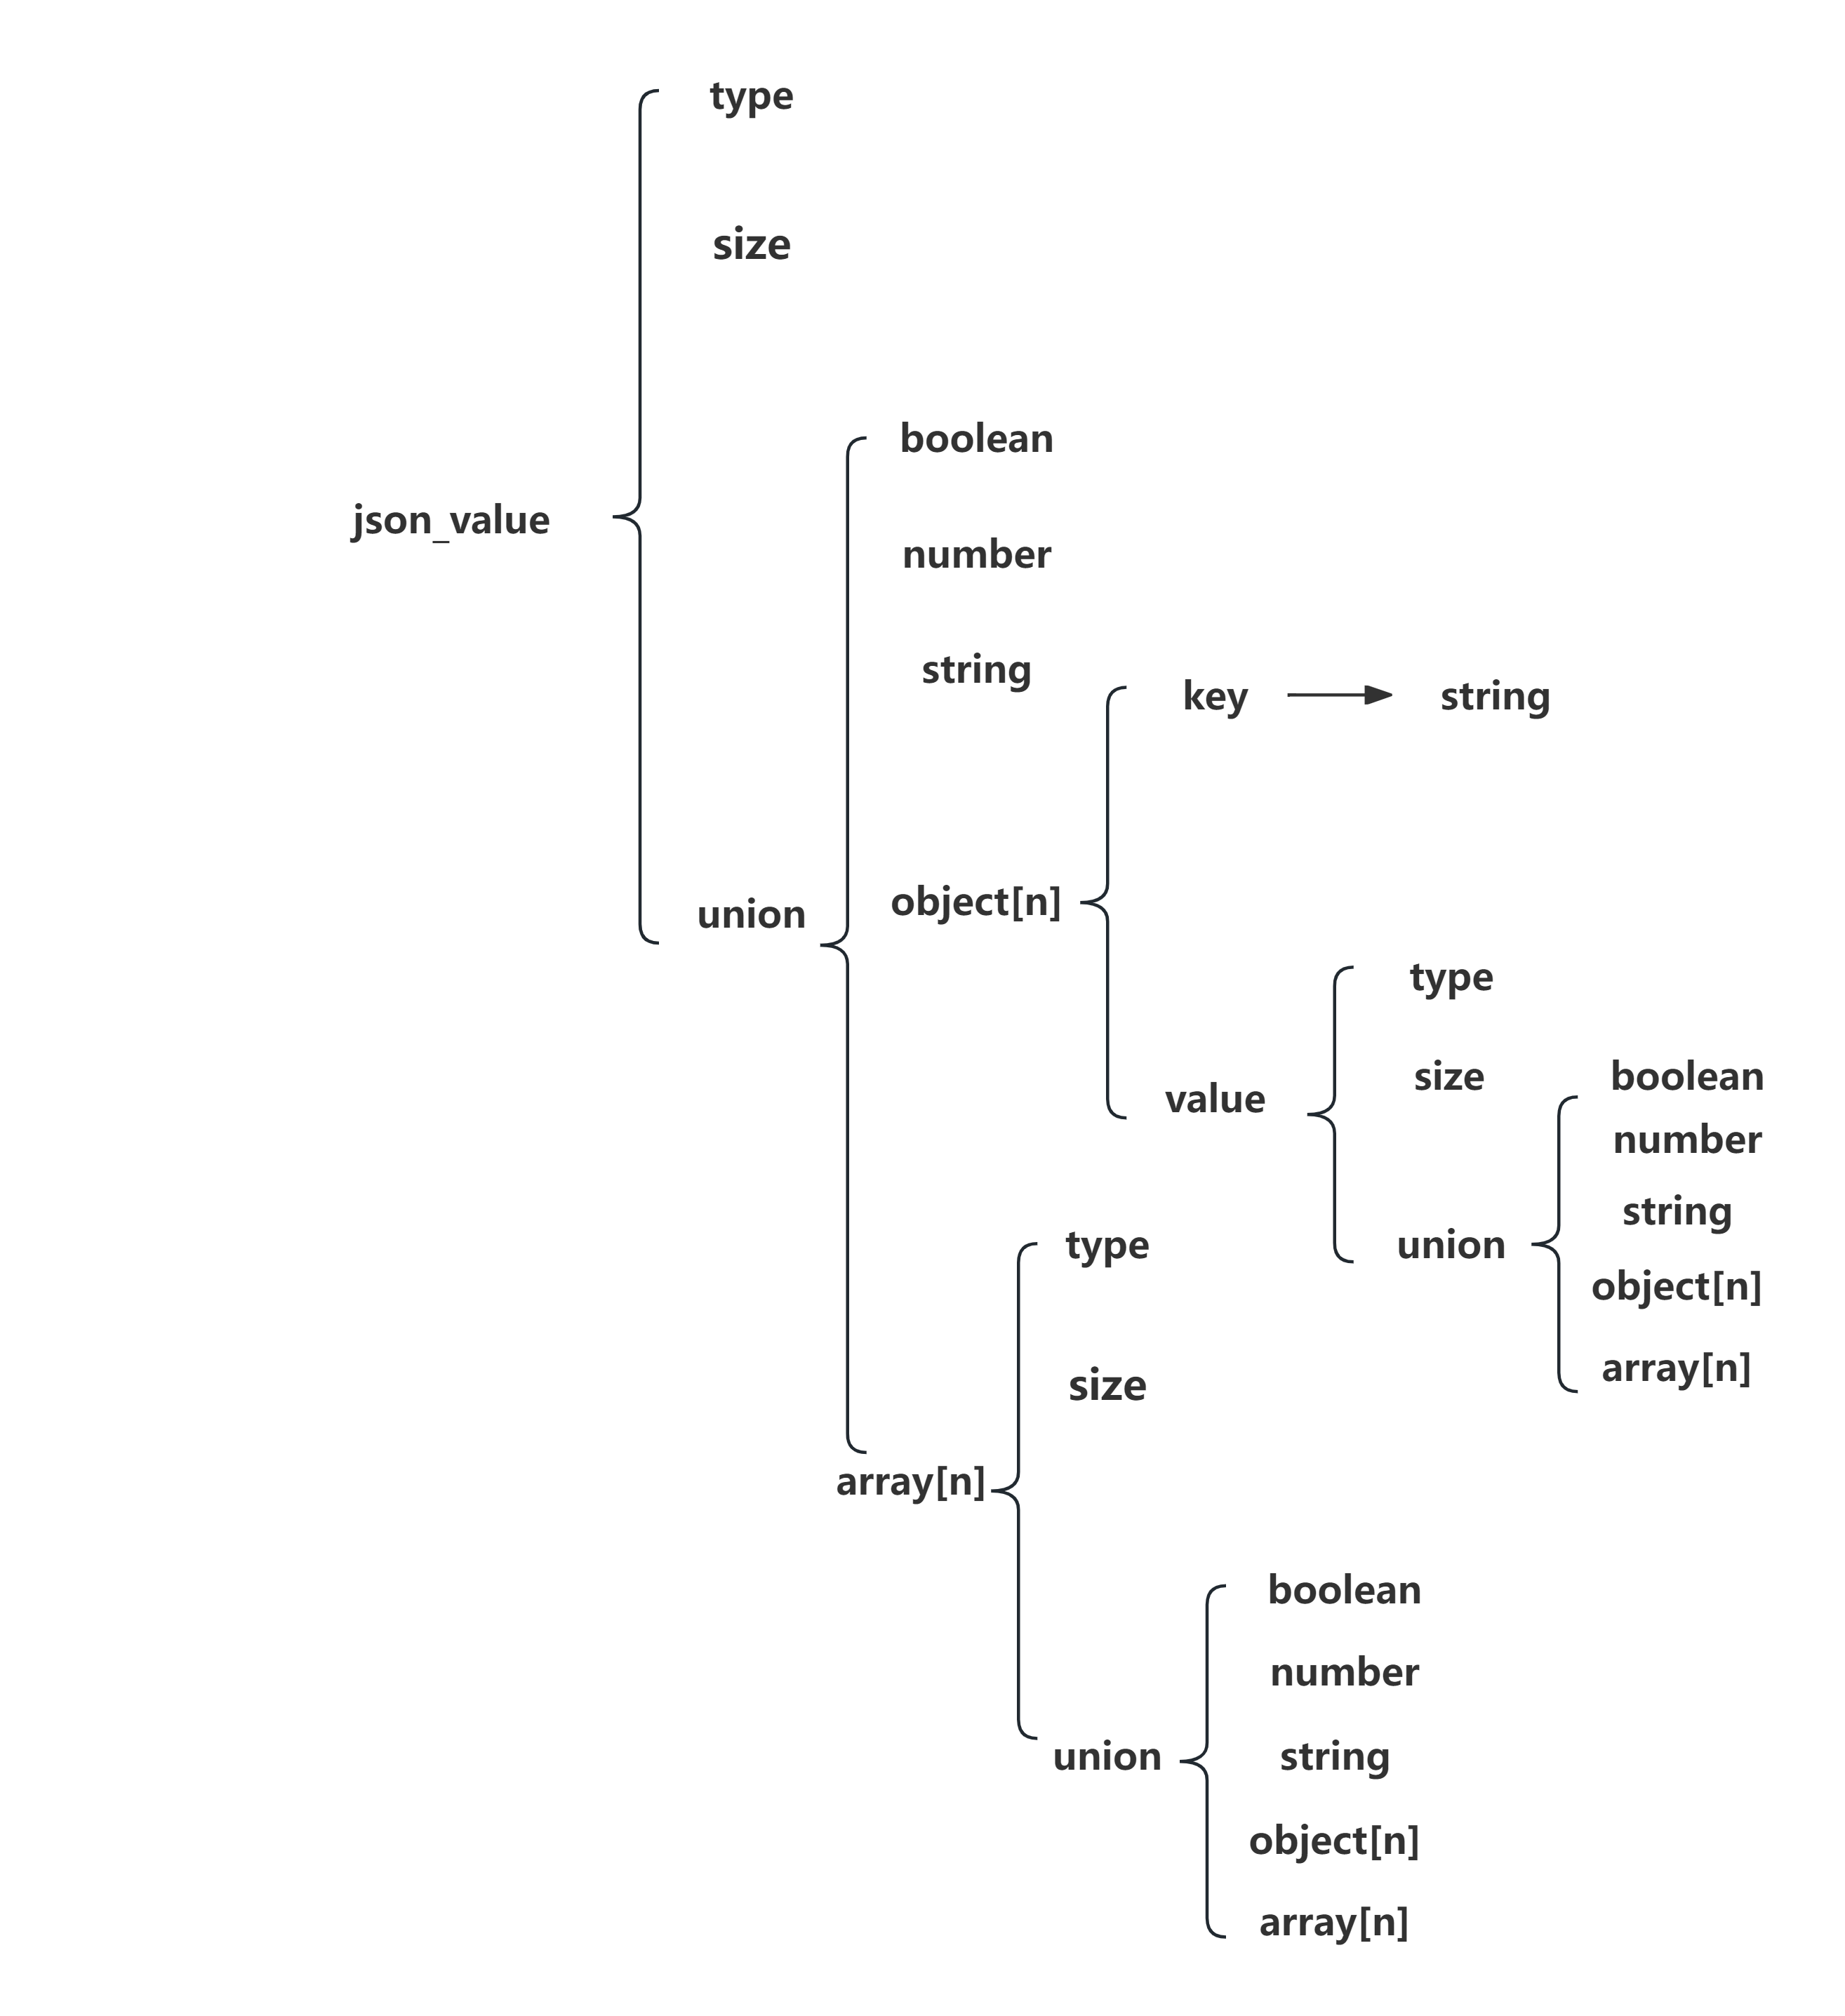 type
size
json_value
union
boolean
number
string
object[n]
key
string
value
type
size
union
boolean
number
string
object[n]
array[n]
array[n]
type
size
union
boolean
number
string
object[n]
array[n]